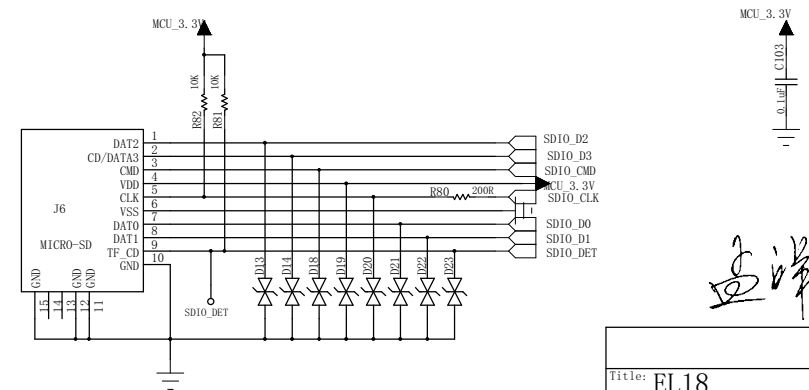 MCU_3.3V
MCU_3.3V
C103
0.1uF
10K
10K
R82
R81
DAT2
1
SDIO_D2
CD/DATA3
2
SDIO_D3
CMD
3
SDIO_CMD
VDD
4
MCU_3.3V
CLK
5
R80
200R
SDIO_CLK
J6
VSS
6
DAT0
7
SDIO_D0
DAT1
8
SDIO_D1
MICRO-SD
TF_CD
9
SDIO_DET
GND
10
D13
D14
D18
D19
D20
D21
D22
D23
GND
GND
GND
15
14
13
12
11
SDIO_DET
Title: EL18